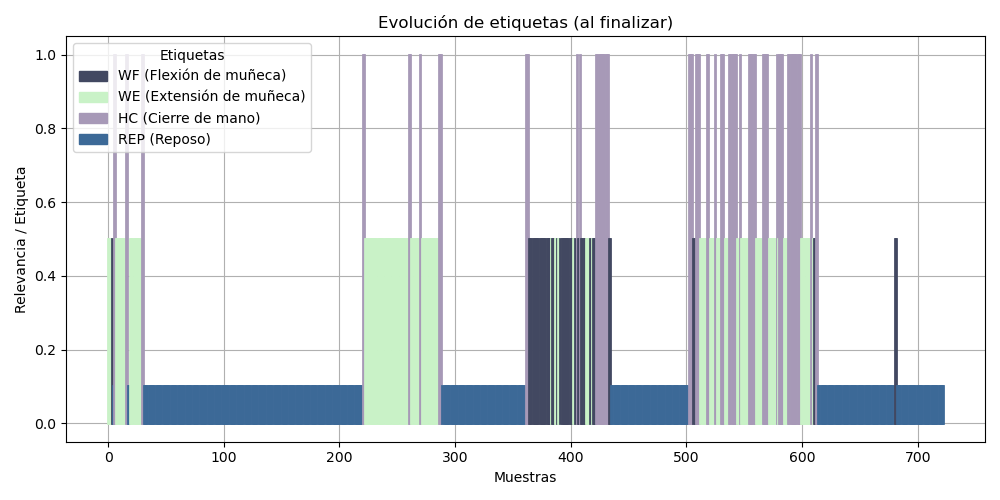 Evolución de etiquetas (al finalizar)
Etiquetas
WF (Flexión de muñeca)
WE (Extensión de muñeca)
HC (Cierre de mano)
REP (Reposo)
Relevancia / Etiqueta
1.0
0.8
0.6
0.4
0.2
0.0
0 100 200 300 400 500 600 700
Muestras